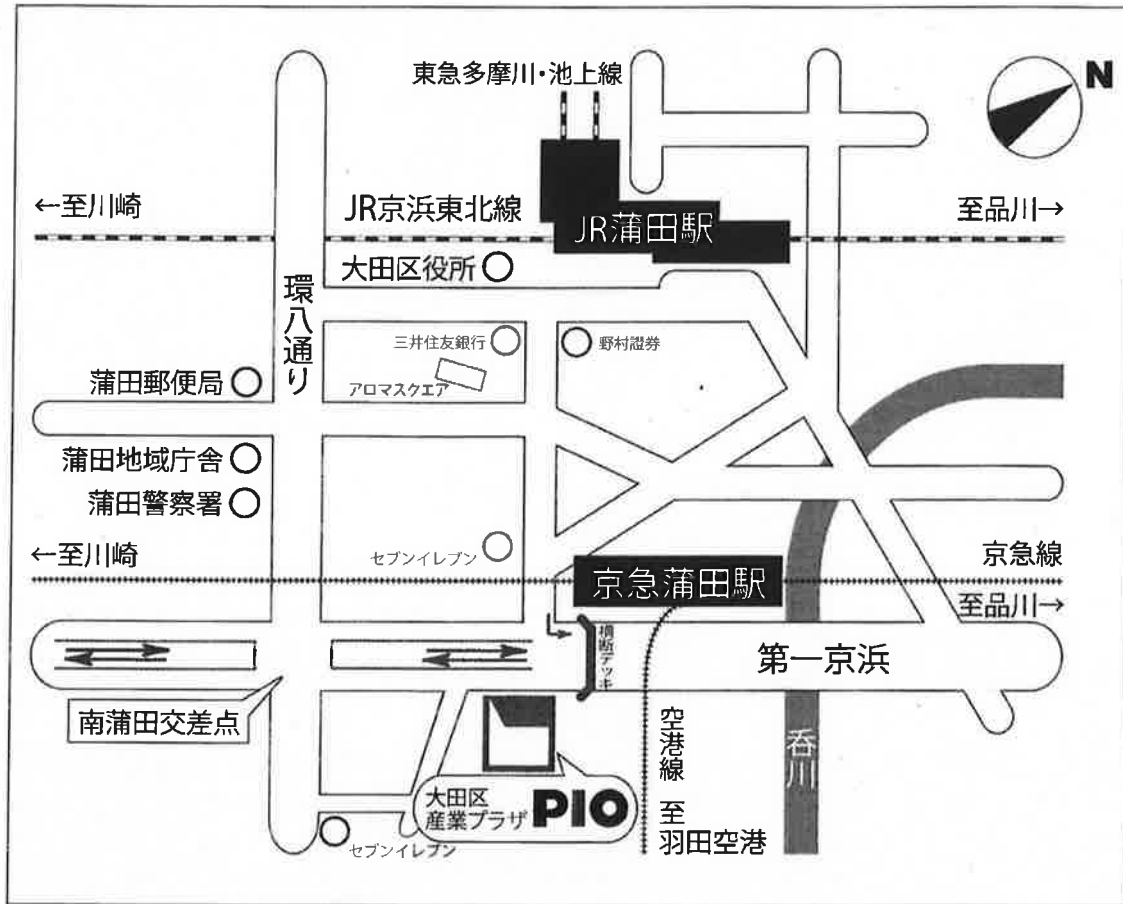 東急多摩川・池上線
N
←至川崎
JR京浜東北線
JR蒲田駅
至品川→
大田区役所
環八通り
三井住友銀行
野村證券
アロマスクエア
蒲田郵便局
蒲田地域庁舎
蒲田警察署
セブンイレブン
←至川崎
京急蒲田駅
京急線
至品川→
横断デッキ
第一京浜
南蒲田交差点
空港線 至
羽田空港
呑川
大田区
産業プラザ PIO
セブンイレブン